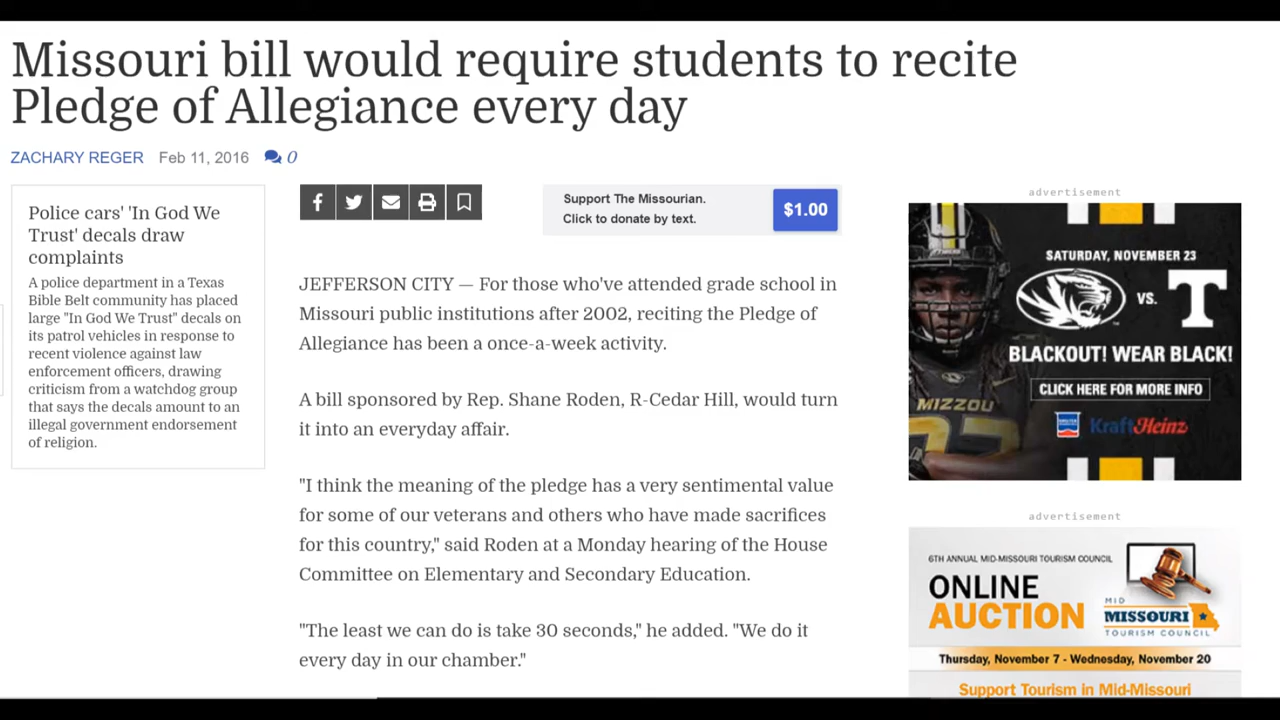 Missouri bill would require students to recite
Pledge of Allegiance every day
ZACHARY REGER Feb 11, 2016 0
Police cars' 'In God We
Trust' decals draw
complaints
A police department in a Texas
Bible Belt community has placed
large "In God We Trust" decals on
its patrol vehicles in response to
recent violence against law
enforcement officers, drawing
criticism from a watchdog group
that says the decals amount to an
illegal government endorsement
of religion.
Support The Missourian.
Click to donate by text.
$1.00
JEFFERSON CITY — For those who've attended grade school in
Missouri public institutions after 2002, reciting the Pledge of
Allegiance has been a once-a-week activity.
A bill sponsored by Rep. Shane Roden, R-Cedar Hill, would turn
it into an everyday affair.
"I think the meaning of the pledge has a very sentimental value
for some of our veterans and others who have made sacrifices
for this country," said Roden at a Monday hearing of the House
Committee on Elementary and Secondary Education.
"The least we can do is take 30 seconds," he added. "We do it
every day in our chamber."
advertisement
SATURDAY, NOVEMBER 23
VS. T
BLACKOUT! WEAR BLACK!
CLICK HERE FOR MORE INFO
MIZZOU
KraftHeinz
advertisement
6TH ANNUAL MID-MISSOURI TOURISM COUNCIL
ONLINE
AUCTION
MID
MISSOURI
TOURISM COUNCIL
Thursday, November 7 - Wednesday, November 20
Support Tourism in Mid-Missouri